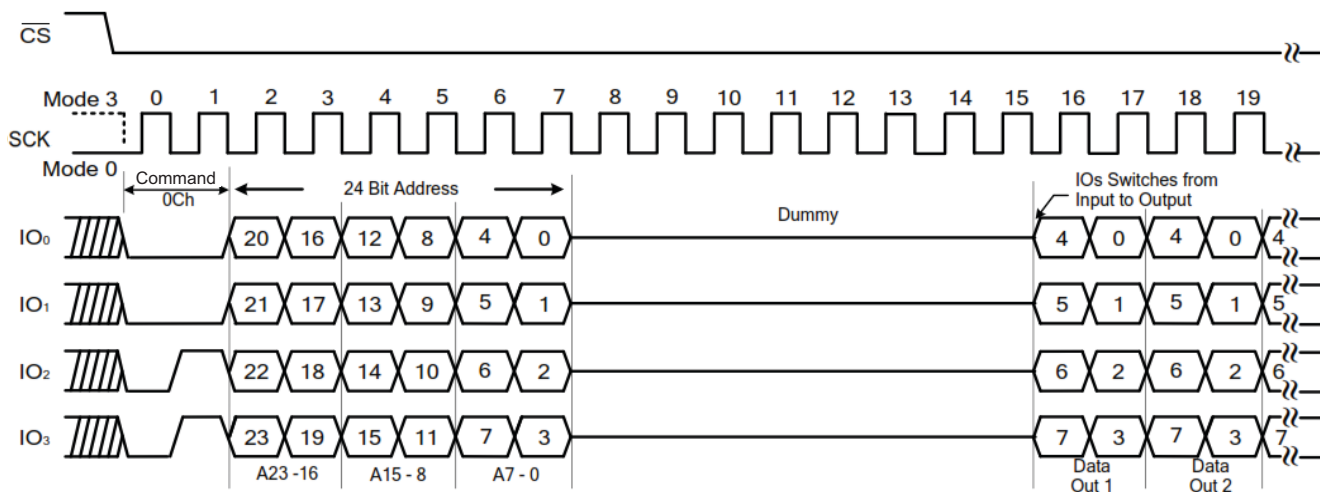 CS
Mode 3 0 1 2 3 4 5 6 7 8 9 10 11 12 13 14 15 16 17 18 19
SCK
Mode 0
Command
0Ch
24 Bit Address
Dummy
IOs Switches from
Input to Output
IO0 20 16 12 8 4 0 4 0 4 0 4
IO1 21 17 13 9 5 1 5 1 5 1 5
IO2 22 18 14 10 6 2 6 2 6 2 6
IO3 23 19 15 11 7 3 7 3 7 3 7
A23 -16 A15 - 8 A7 - 0
Data
Out 1
Data
Out 2